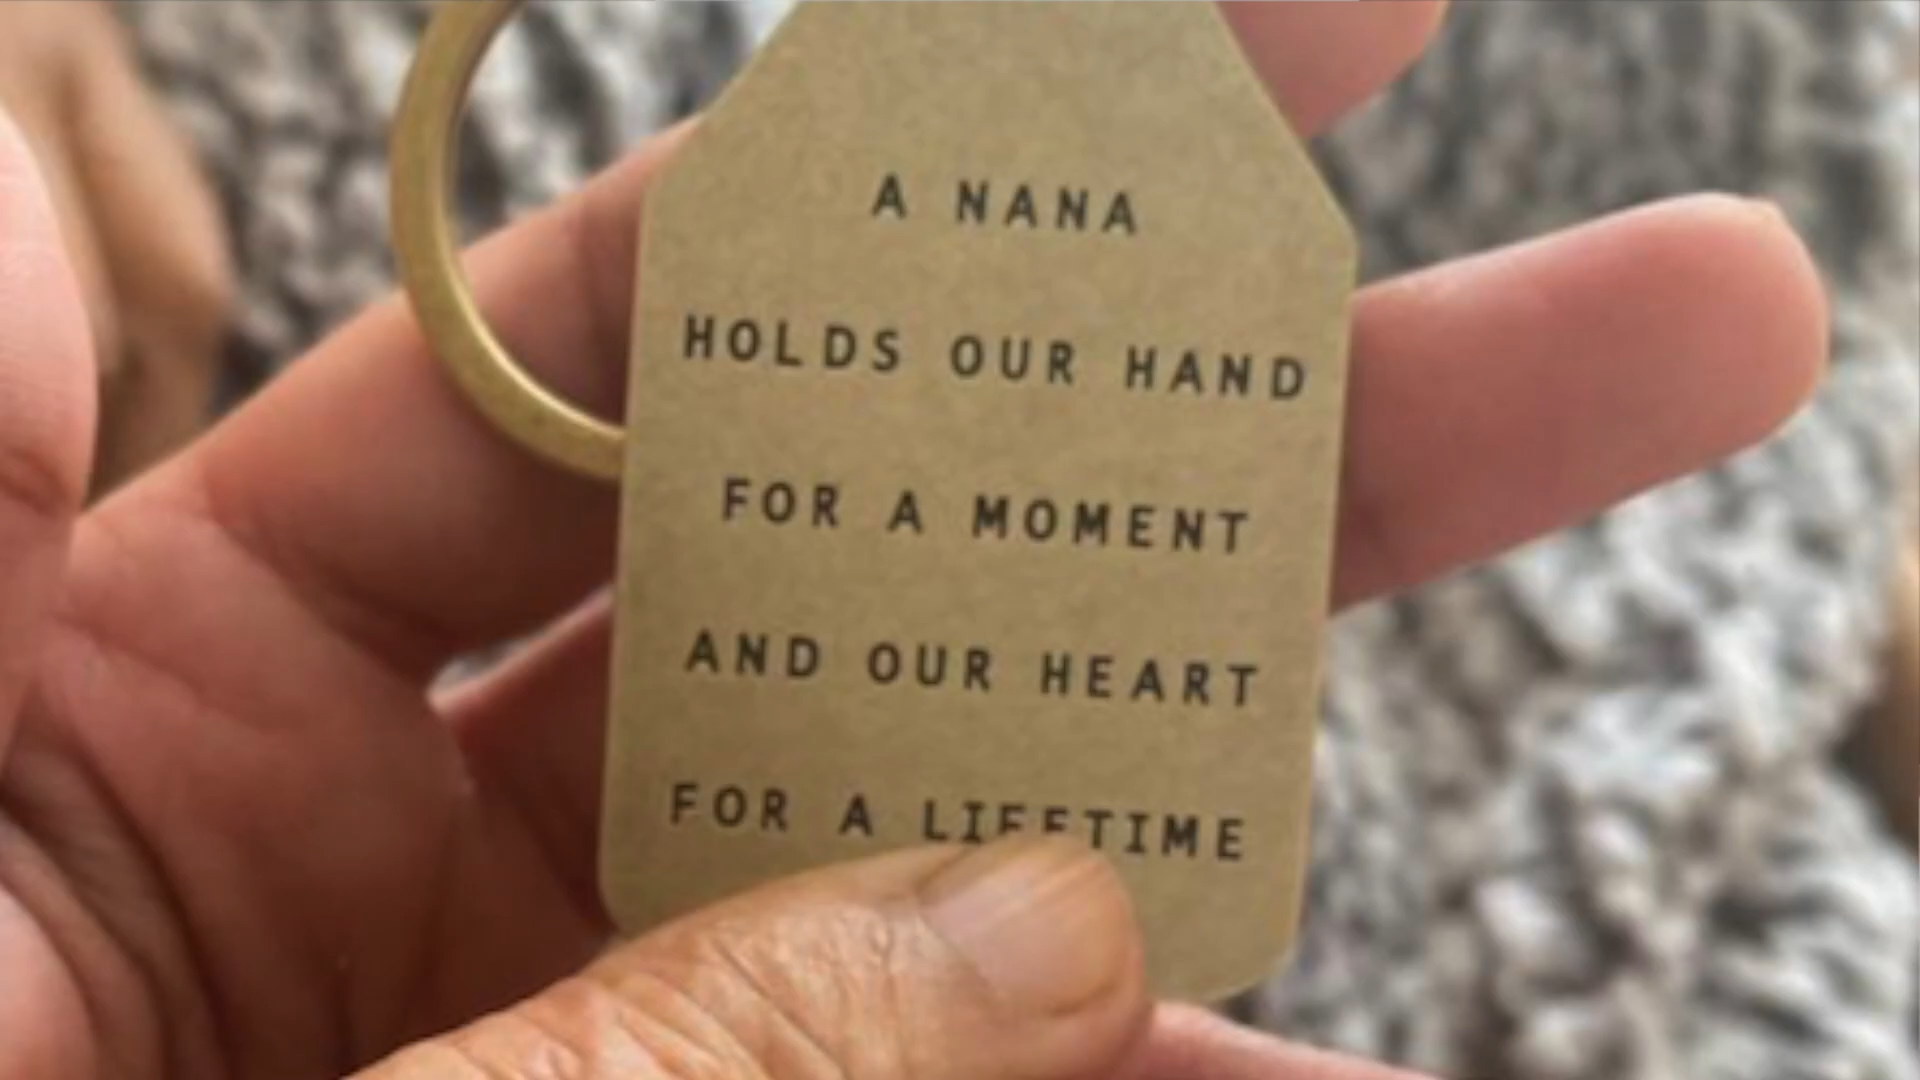 A NANA
HOLDS OUR HAND
FOR A MOMENT
AND OUR HEART
FOR A LIFETIME